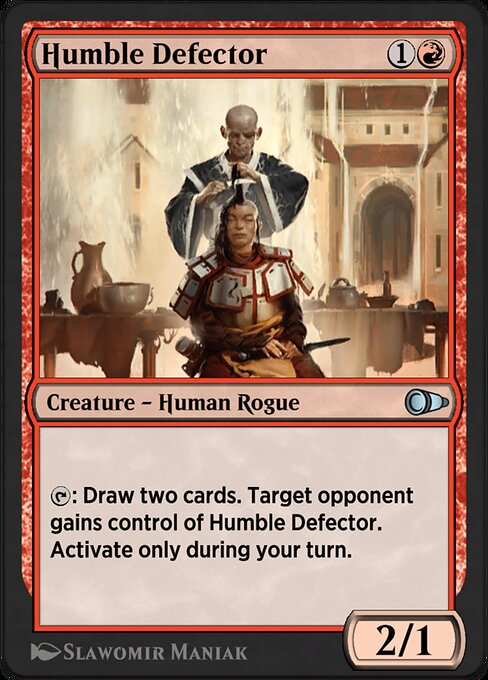 Humble Defector 1
Creature – Human Rogue
: Draw two cards. Target opponent
gains control of Humble Defector.
Activate only during your turn.
2/1
Slawomir Maniak